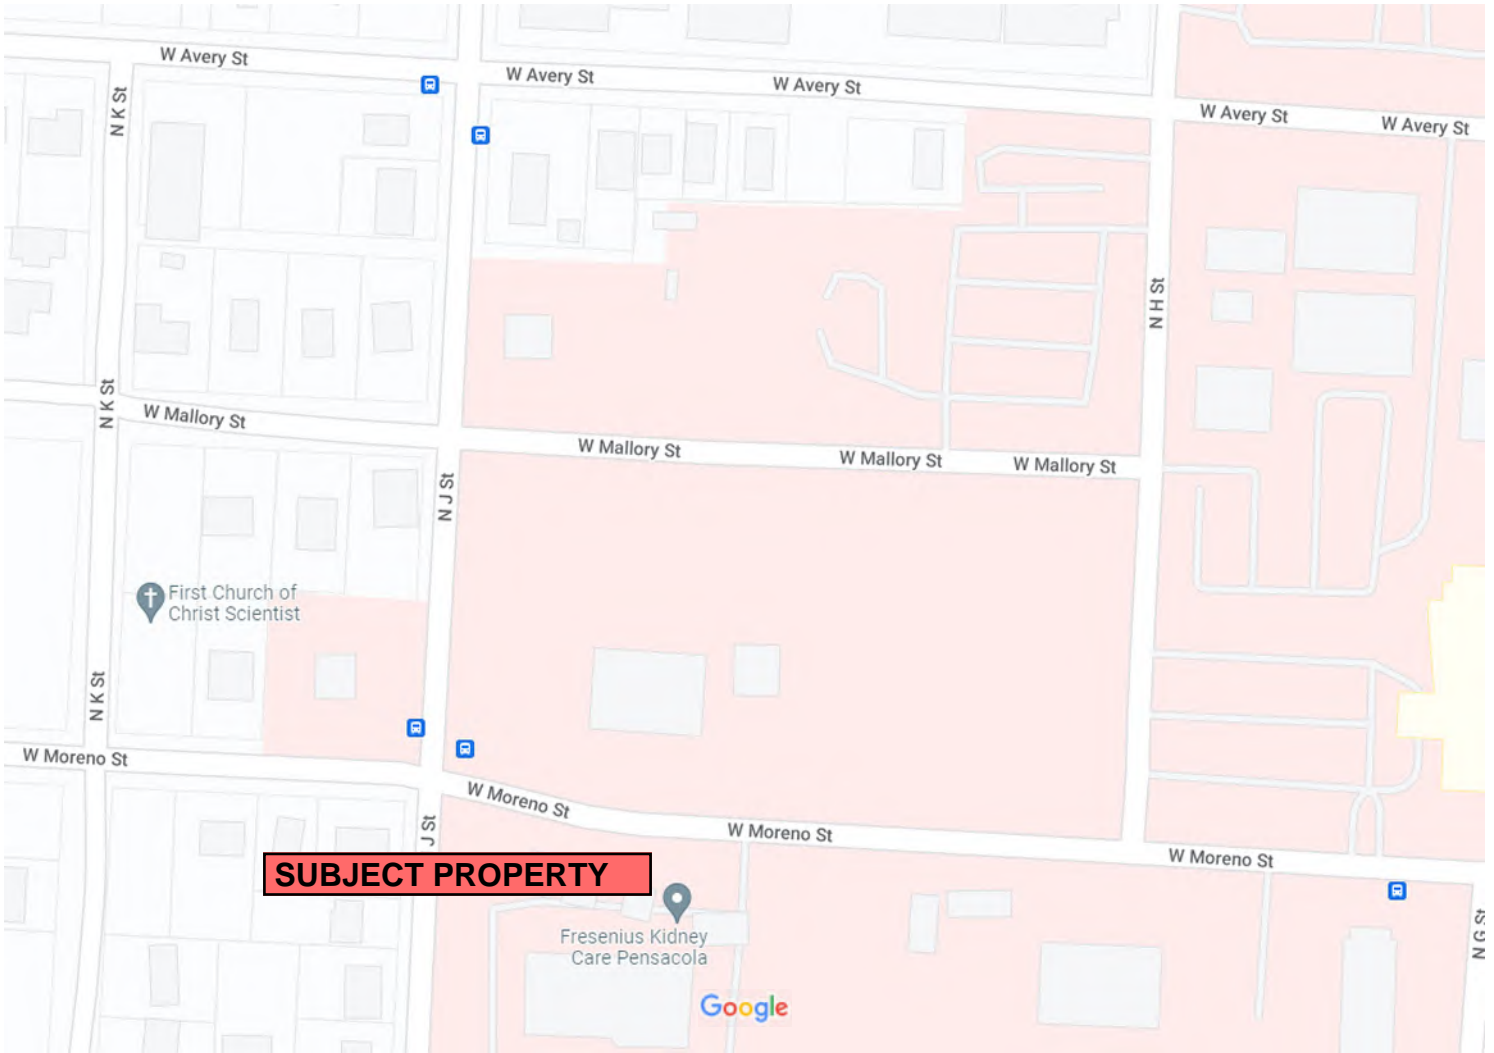 W Avery St
W Avery St
W Avery St
W Avery St
W Avery St
N K St
N H St
N K St
W Mallory St
W Mallory St
W Mallory St
W Mallory St
N J St
First Church of
Christ Scientist
N K St
W Moreno St
W Moreno St
W Moreno St
W Moreno St
J St
SUBJECT PROPERTY
Fresenius Kidney
Care Pensacola
N G St
Google